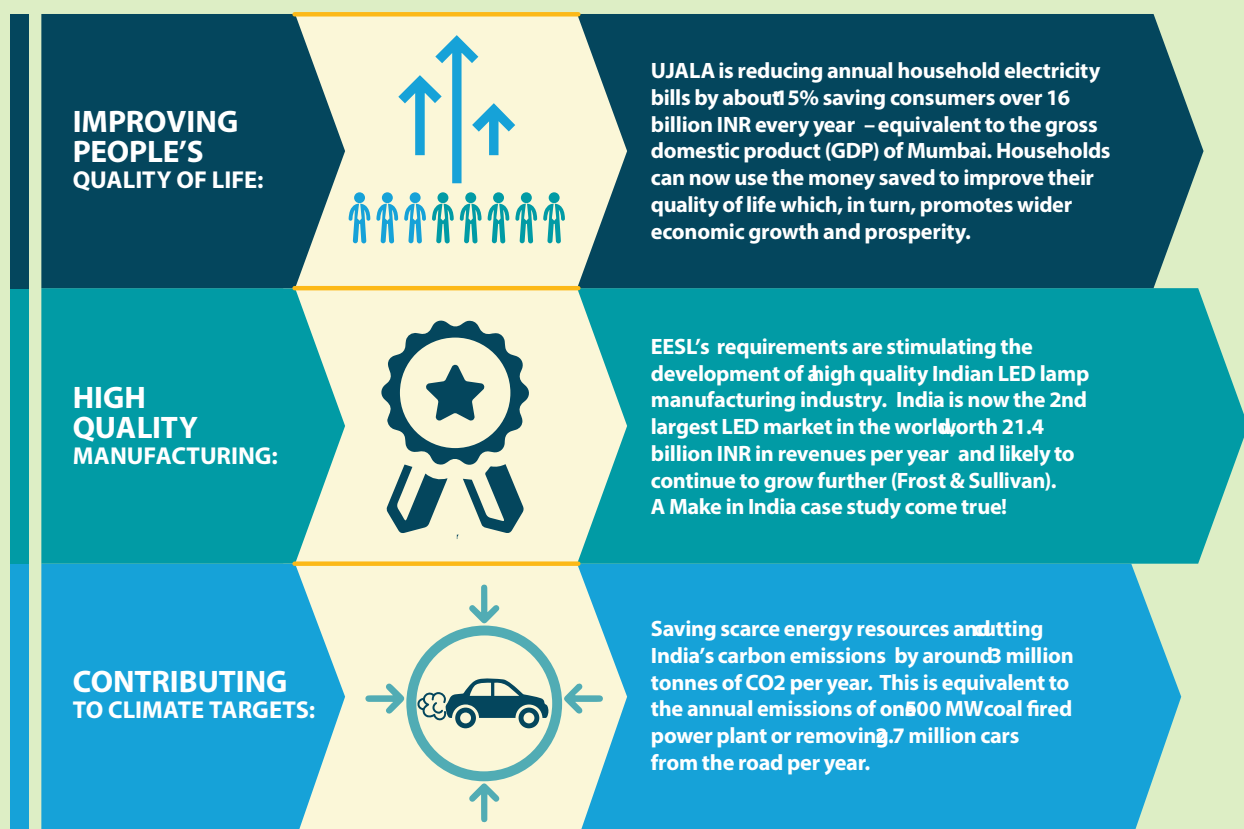 IMPROVING
PEOPLE'S
QUALITY OF LIFE:
UJALA is reducing annual household electricity
bills by about 15% saving consumers over 16
billion INR every year – equivalent to the gross
domestic product (GDP) of Mumbai. Households
can now use the money saved to improve their
quality of life which, in turn, promotes wider
economic growth and prosperity.
HIGH
QUALITY
MANUFACTURING:
EESL's requirements are stimulating the
development of a high quality Indian LED lamp
manufacturing industry. India is now the 2nd
largest LED market in the world, worth 21.4
billion INR in revenues per year and likely to
continue to grow further (Frost & Sullivan).
A Make in India case study come true!
CONTRIBUTING
TO CLIMATE TARGETS:
Saving scarce energy resources and cutting
India's carbon emissions by around 3 million
tonnes of CO2 per year. This is equivalent to
the annual emissions of one 500 MW coal fired
power plant or removing 2.7 million cars
from the road per year.